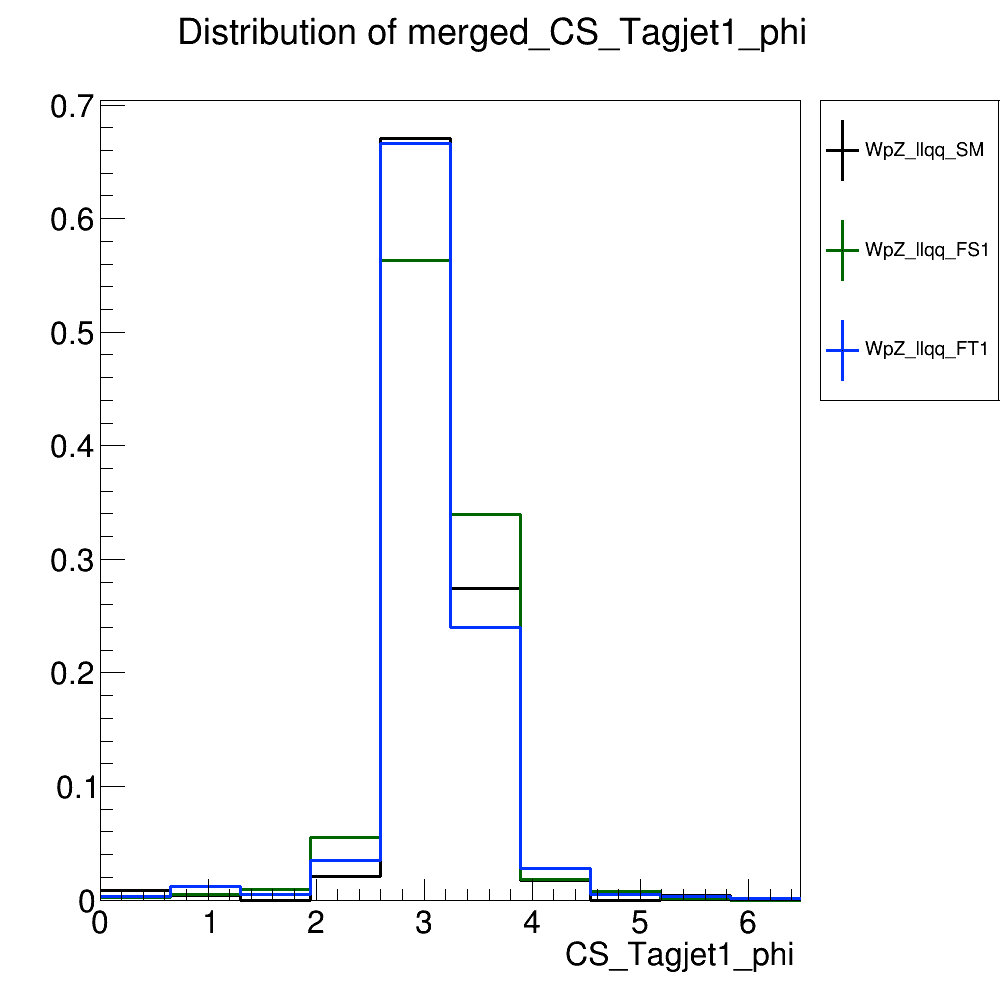 Distribution of merged_CS_Tagjet1_phi
0.7
0.6
0.5
0.4
0.3
0.2
0.1
0
0 1 2 3 4 5 6
CS_Tagjet1_phi
WpZ_llqq_SM
WpZ_llqq_FS1
WpZ_llqq_FT1